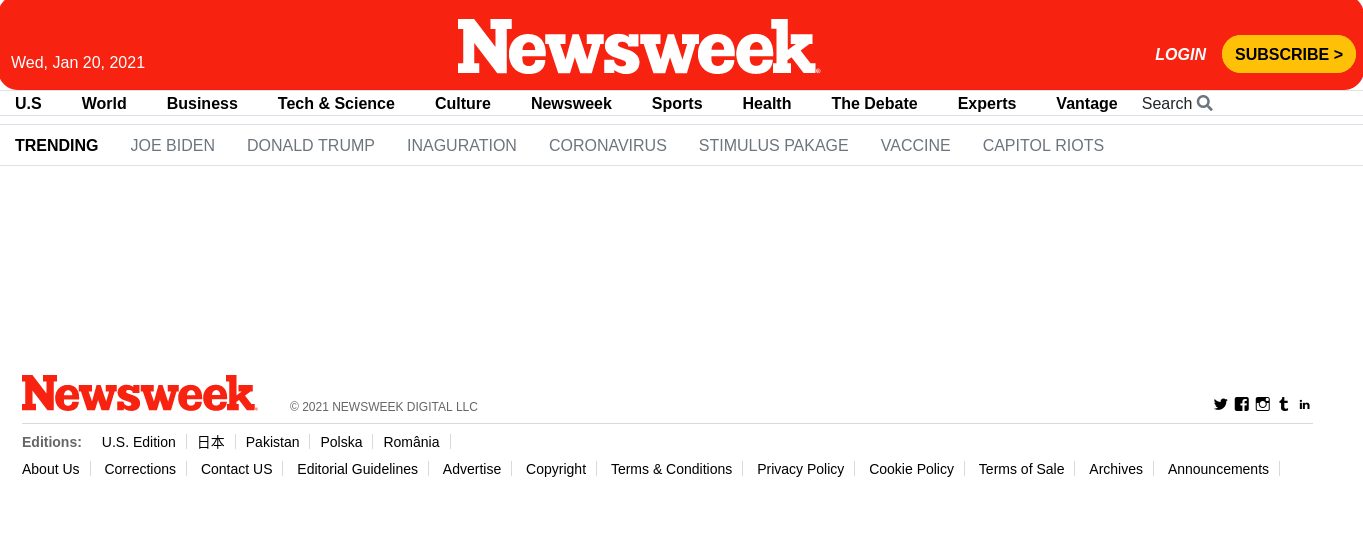 Newsweek
Wed, Jan 20, 2021
LOGIN SUBSCRIBE >
U.S World Business Tech & Science Culture Newsweek Sports Health The Debate Experts Vantage Search
TRENDING JOE BIDEN DONALD TRUMP INAGURATION CORONAVIRUS STIMULUS PAKAGE VACCINE CAPITOL RIOTS
Newsweek © 2021 NEWSWEEK DIGITAL LLC
Editions: U.S. Edition 日本 Pakistan Polska România
About Us Corrections Contact US Editorial Guidelines Advertise Copyright Terms & Conditions Privacy Policy Cookie Policy Terms of Sale Archives Announcements